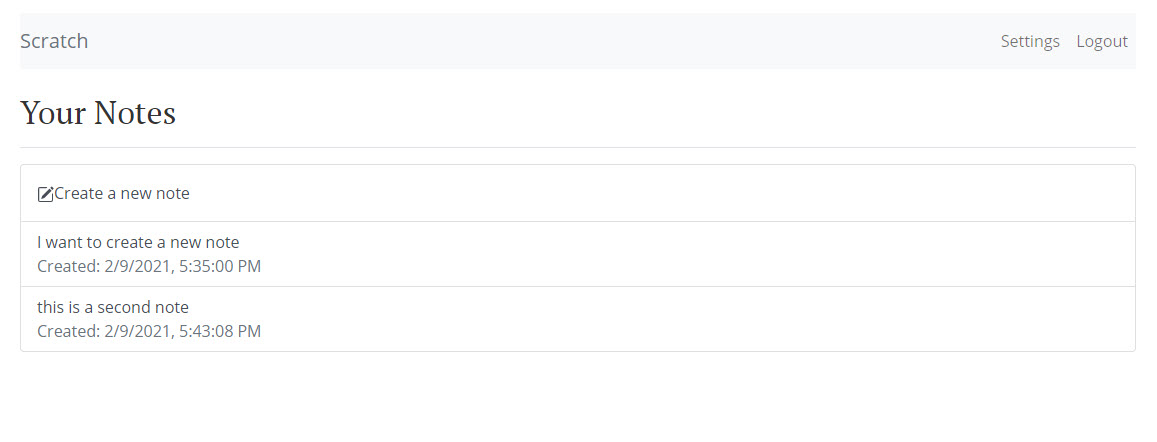 Scratch
Settings Logout
Your Notes
Create a new note
I want to create a new note
Created: 2/9/2021, 5:35:00 PM
this is a second note
Created: 2/9/2021, 5:43:08 PM